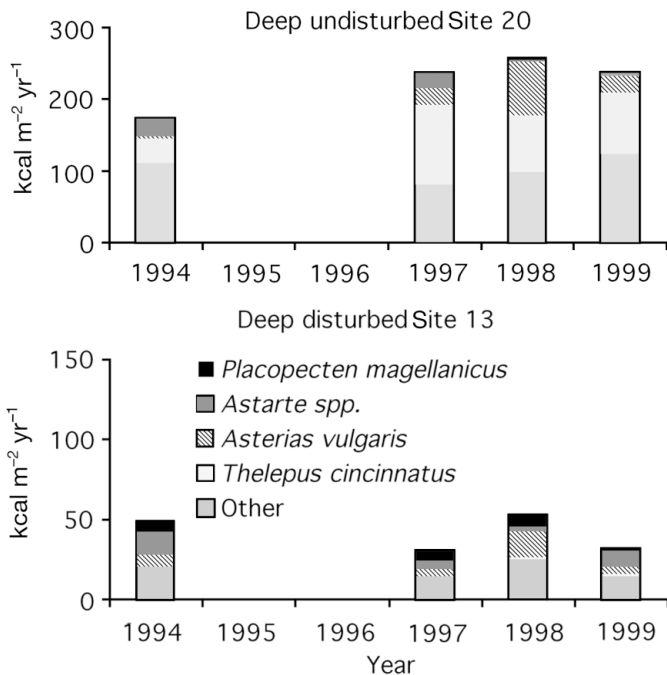 Deep undisturbed Site 20
kcal m⁻² yr⁻¹
300
200
100
0
1994 1995 1996 1997 1998 1999
Deep disturbed Site 13
kcal m⁻² yr⁻¹
150
100
50
0
Placopecten magellanicus
Astarte spp.
Asterias vulgaris
Thelepus cincinnatus
Other
1994 1995 1996 1997 1998 1999
Year